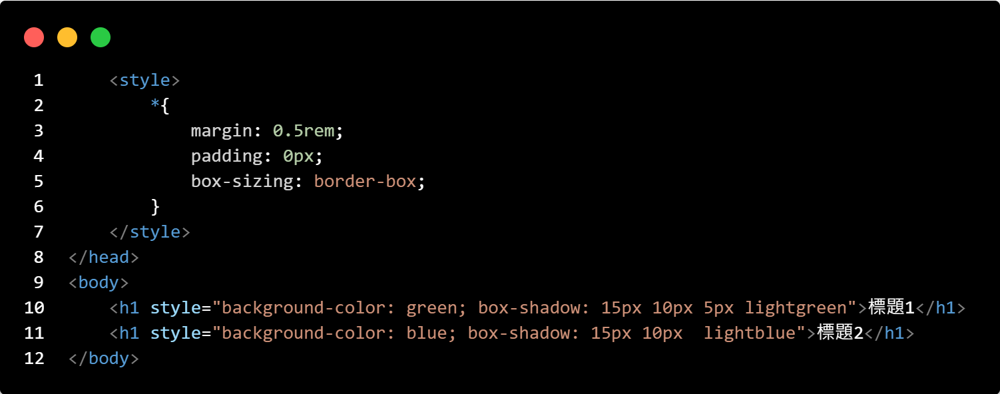 1    <style>
2        *{
3            margin: 0.5rem;
4            padding: 0px;
5            box-sizing: border-box;
6        }
7    </style>
8 </head>
9 <body>
10    <h1 style="background-color: green; box-shadow: 15px 10px 5px lightgreen">標題1</h1>
11    <h1 style="background-color: blue; box-shadow: 15px 10px  lightblue">標題2</h1>
12 </body>